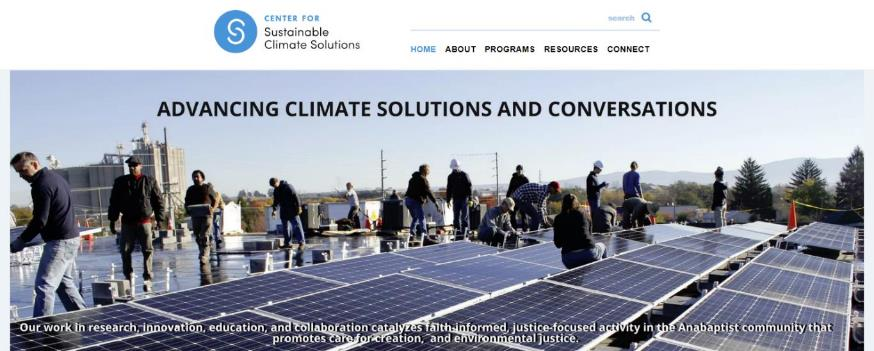 CENTER FOR
Sustainable
Climate Solutions
search
HOME ABOUT PROGRAMS RESOURCES CONNECT
ADVANCING CLIMATE SOLUTIONS AND CONVERSATIONS
Our work in research, innovation, education, and collaboration catalyzes faith-informed, justice-focused activity in the Anabaptist community that
promotes care for creation, and environmental justice.